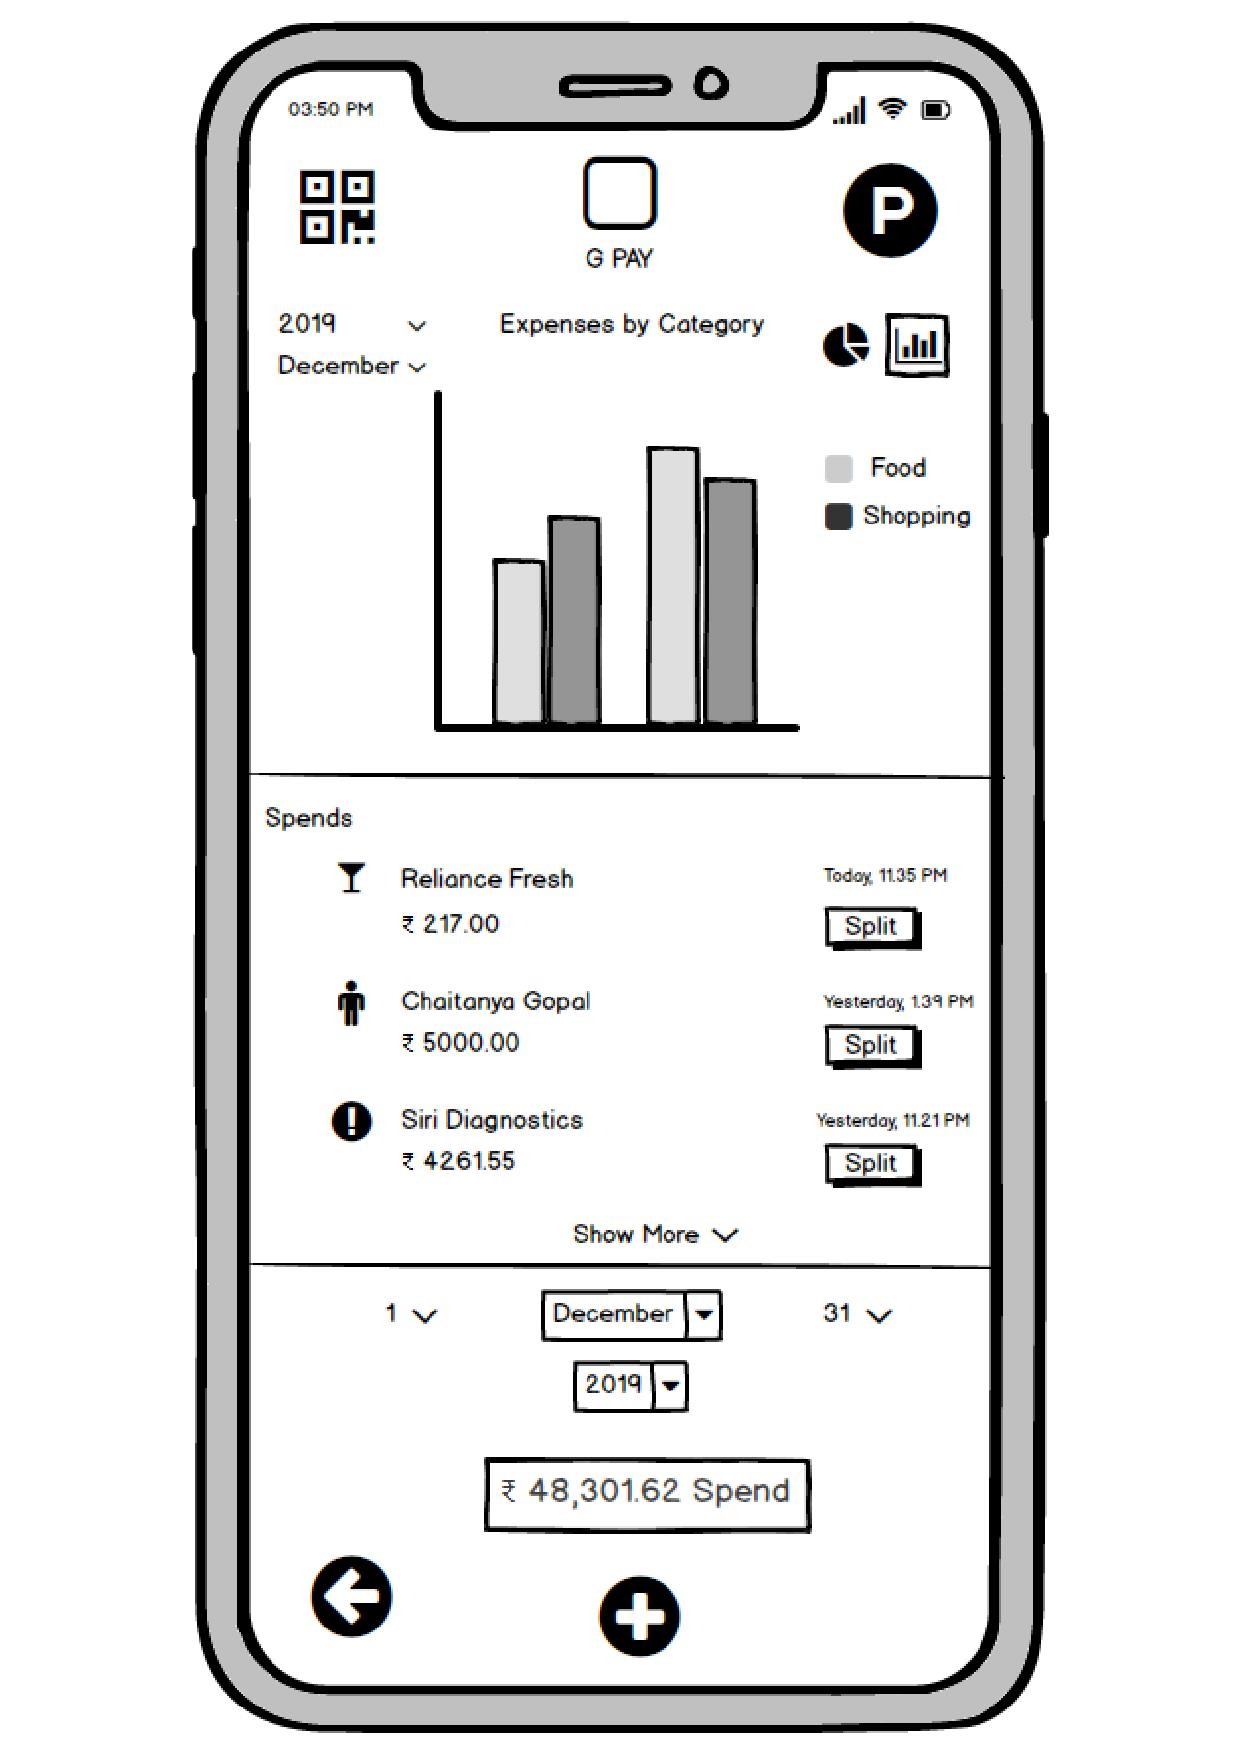 03:50 PM
P
G PAY
2019
Expenses by Category
December
Food
Shopping
Spends
Reliance Fresh
Today, 11.35 PM
₹ 217.00
Split
Chaitanya Gopal
Yesterday, 1.39 PM
₹ 5000.00
Split
Siri Diagnostics
Yesterday, 11.21 PM
₹ 4261.55
Split
Show More
1
December
31
2019
₹ 48,301.62 Spend